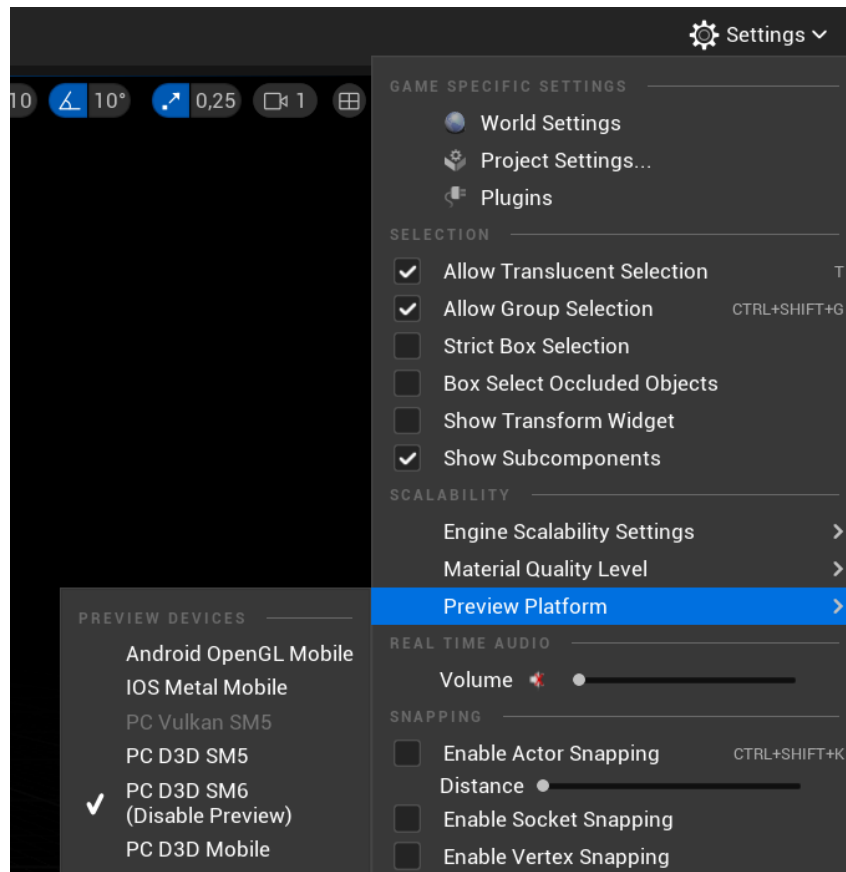 Settings
10
10°
0,25
1
GAME SPECIFIC SETTINGS
World Settings
Project Settings...
Plugins
SELECTION
Allow Translucent Selection T
Allow Group Selection CTRL+SHIFT+G
Strict Box Selection
Box Select Occluded Objects
Show Transform Widget
Show Subcomponents
SCALABILITY
Engine Scalability Settings
Material Quality Level
Preview Platform
PREVIEW DEVICES
Android OpenGL Mobile
IOS Metal Mobile
PC Vulkan SM5
PC D3D SM5
PC D3D SM6
(Disable Preview)
PC D3D Mobile
REAL TIME AUDIO
Volume
SNAPPING
Enable Actor Snapping CTRL+SHIFT+K
Distance
Enable Socket Snapping
Enable Vertex Snapping